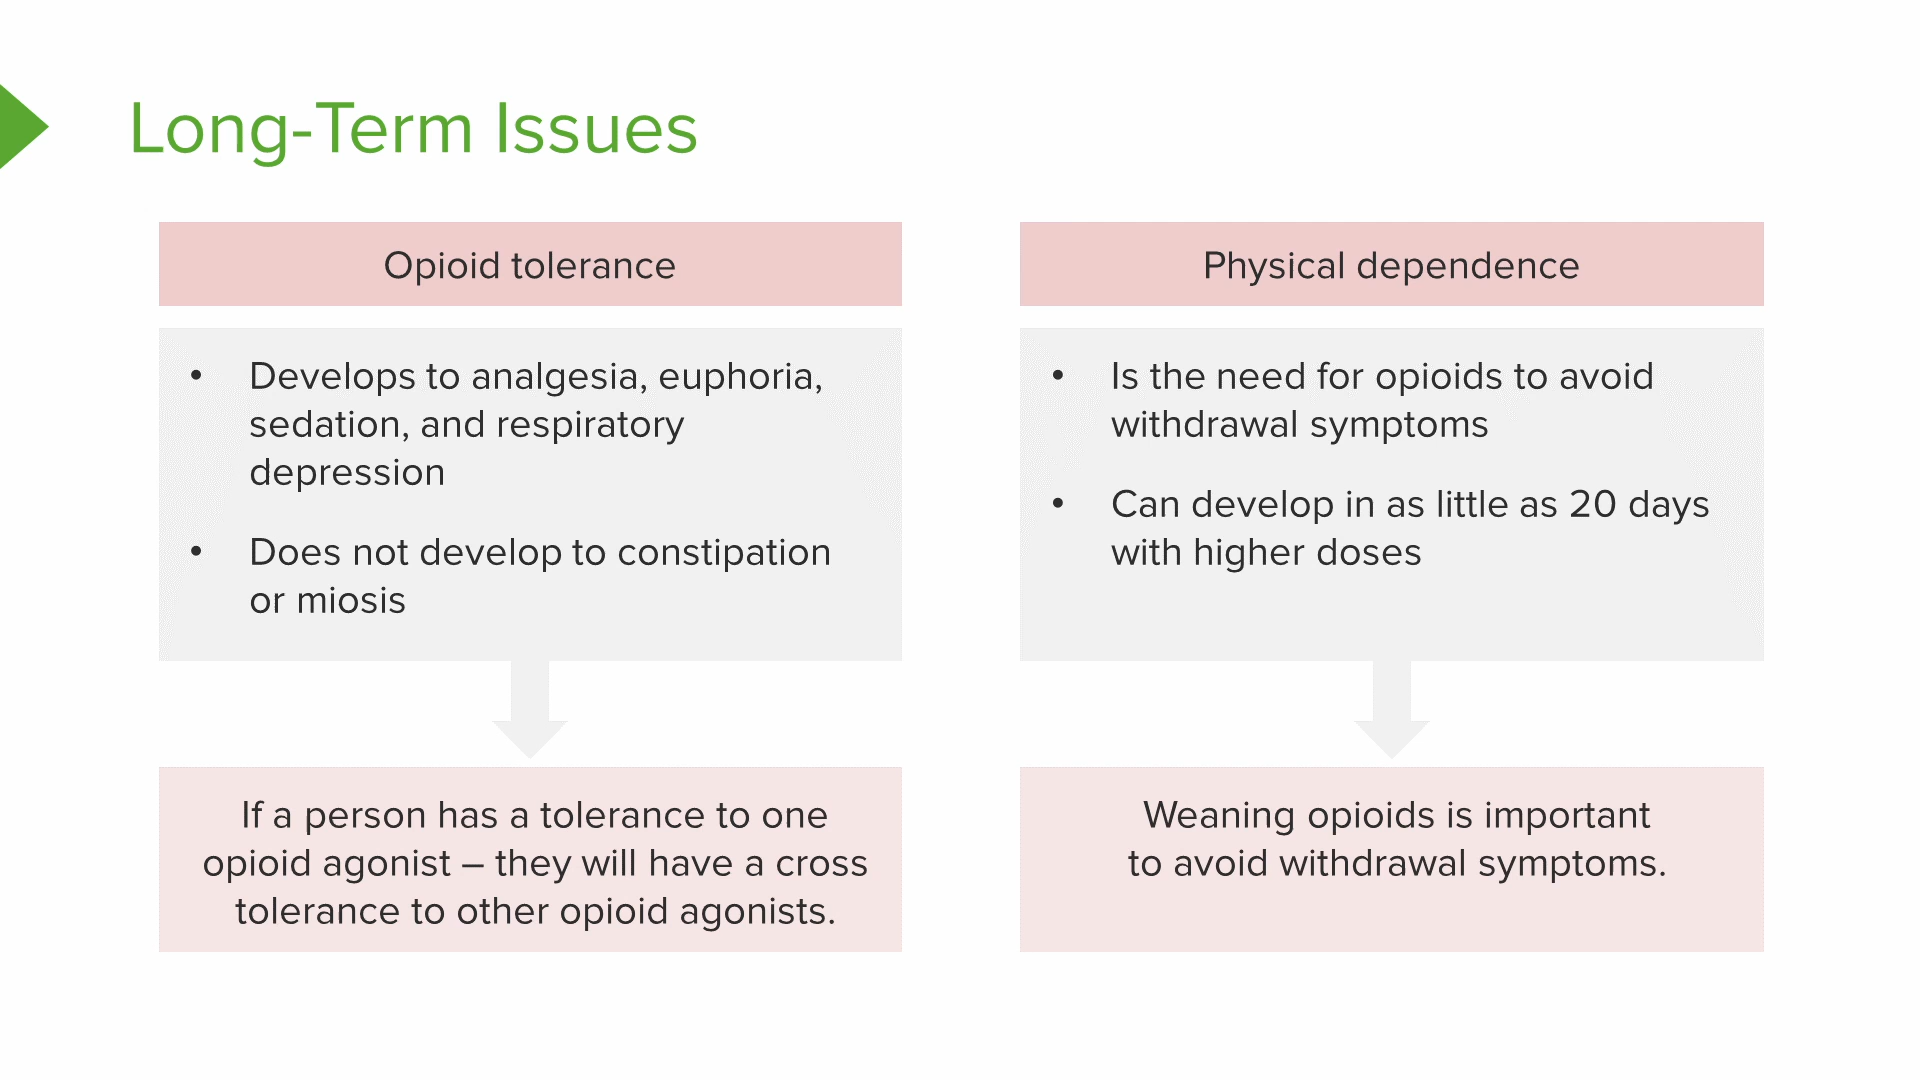 Long-Term Issues
Opioid tolerance
• Develops to analgesia, euphoria,
sedation, and respiratory
depression
• Does not develop to constipation
or miosis
If a person has a tolerance to one
opioid agonist – they will have a cross
tolerance to other opioid agonists.
Physical dependence
• Is the need for opioids to avoid
withdrawal symptoms
• Can develop in as little as 20 days
with higher doses
Weaning opioids is important
to avoid withdrawal symptoms.